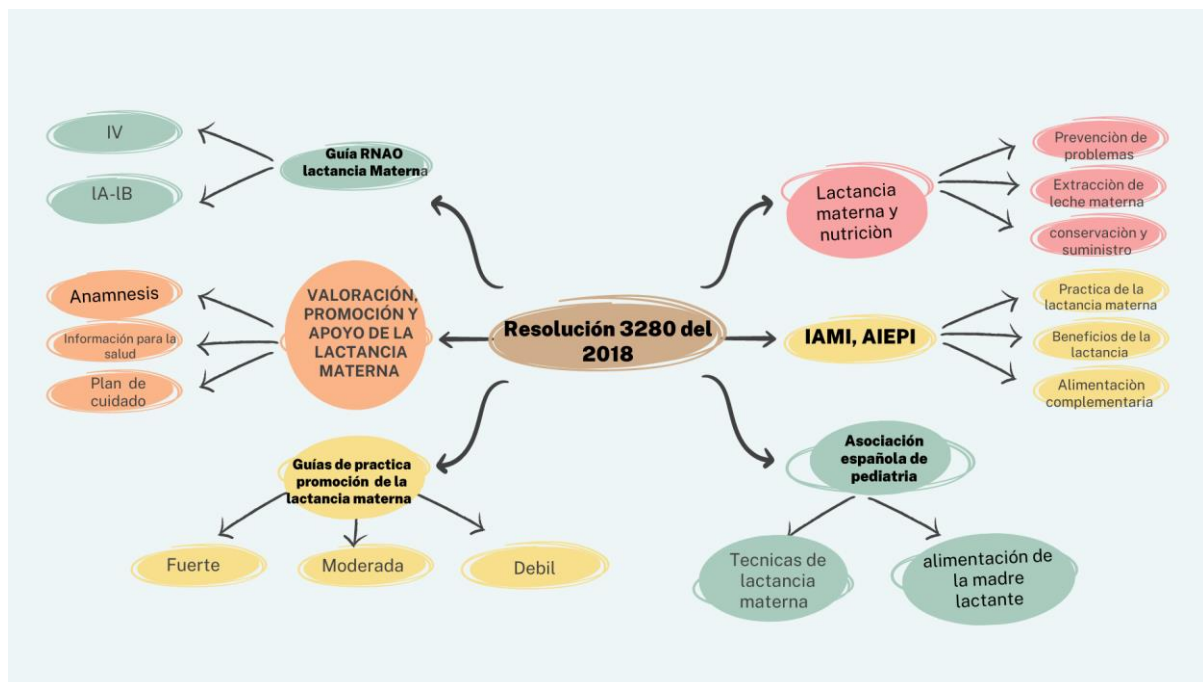 IV
IA-IB
Guía RNAO
lactancia Materna
Anamnesis
Información para la
salud
Plan de
cuidado
VALORACIÓN,
PROMOCIÓN Y
APOYO DE LA
LACTANCIA
MATERNA
Guías de practica
promoción de la
lactancia materna
Fuerte
Moderada
Debil
Resolución 3280 del
2018
Lactancia
materna y
nutriciòn
Prevenciòn de
problemas
Extracciòn de
leche materna
conservaciòn y
suministro
IAMI, AIEPI
Practica de la
lactancia materna
Beneficios de la
lactancia
Alimentaciòn
complementaria
Asociación
española de
pediatria
Tecnicas de
lactancia
materna
alimentación de
la madre
lactante